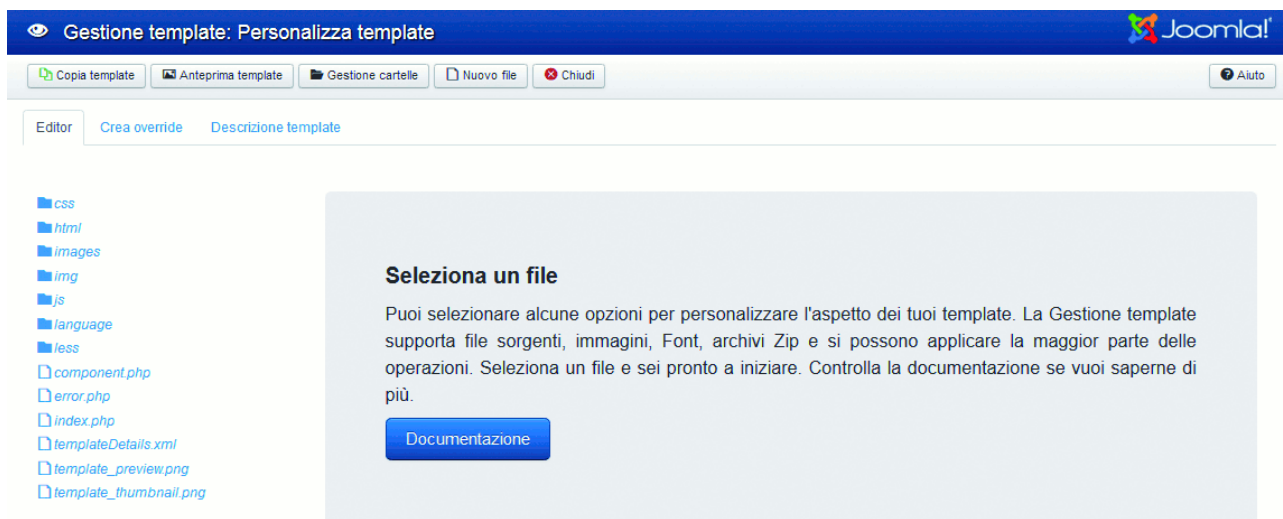 Gestione template: Personalizza template
Joomla!
Copia template
Anteprima template
Gestione cartelle
Nuovo file
Chiudi
Aiuto
Editor
Crea override
Descrizione template
css
html
images
img
js
language
less
component.php
error.php
index.php
templateDetails.xml
template_preview.png
template_thumbnail.png
Seleziona un file
Puoi selezionare alcune opzioni per personalizzare l'aspetto dei tuoi template. La Gestione template
supporta file sorgenti, immagini, Font, archivi Zip e si possono applicare la maggior parte delle
operazioni. Seleziona un file e sei pronto a iniziare. Controlla la documentazione se vuoi saperne di
più.
Documentazione